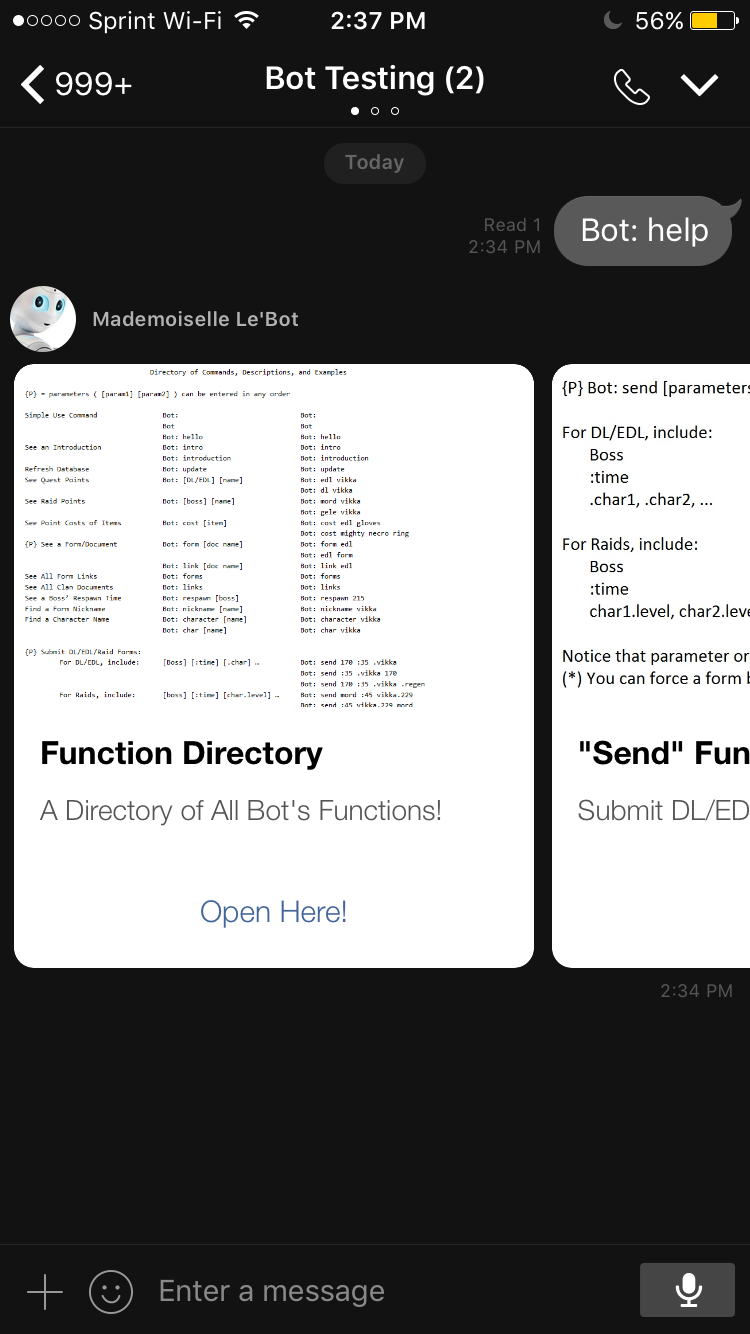 Sprint Wi-Fi 2:37 PM 56%
999+ Bot Testing (2)
Today
Read 1
2:34 PM
Bot: help
Mademoiselle Le'Bot
Directory of Commands, Descriptions, and Examples
{P} = parameters ( [param1] [param2] ) can be entered in any order
Simple Use Command Bot: Bot:
Bot Bot
Bot: hello Bot: hello
See an Introduction Bot: intro Bot: intro
Bot: introduction Bot: introduction
Refresh Database Bot: update Bot: update
See Quest Points Bot: [DL/EDL] [name] Bot: edl vikka
Bot: dl vikka
See Raid Points Bot: [boss] [name] Bot: mord vikka
Bot: gele vikka
See Point Costs of Items Bot: cost [item] Bot: cost edl gloves
Bot: cost mighty necro ring
{P} See a Form/Document Bot: form [doc name] Bot: form edl
Bot: edl form
Bot: link [doc name] Bot: link edl
See All Form Links Bot: forms Bot: forms
See All Clan Documents Bot: links Bot: links
See a Boss’ Respawn Time Bot: respawn [boss] Bot: respawn 215
Find a Form Nickname Bot: nickname [name] Bot: nickname vikka
Find a Character Name Bot: character [name] Bot: character vikka
Bot: char [name] Bot: char vikka
{P} Submit DL/EDL/Raid Forms:
For DL/EDL, include: [Boss] [:time] [.char] … Bot: send 170 :35 .vikka
Bot: send :35 .vikka 170
Bot: send 170 :35 .vikka .regen
For Raids, include: [boss] [:time] [char.level] … Bot: send mord :45 vikka.229
Bot: send :45 vikka.229 mord
Function Directory
A Directory of All Bot's Functions!
Open Here!
{P} Bot: send [parameters
For DL/EDL, include:
Boss
:time
.char1, .char2, ...
For Raids, include:
Boss
:time
char1.level, char2.leve
Notice that parameter or
(*) You can force a form b
"Send" Fun
Submit DL/ED
2:34 PM
Enter a message